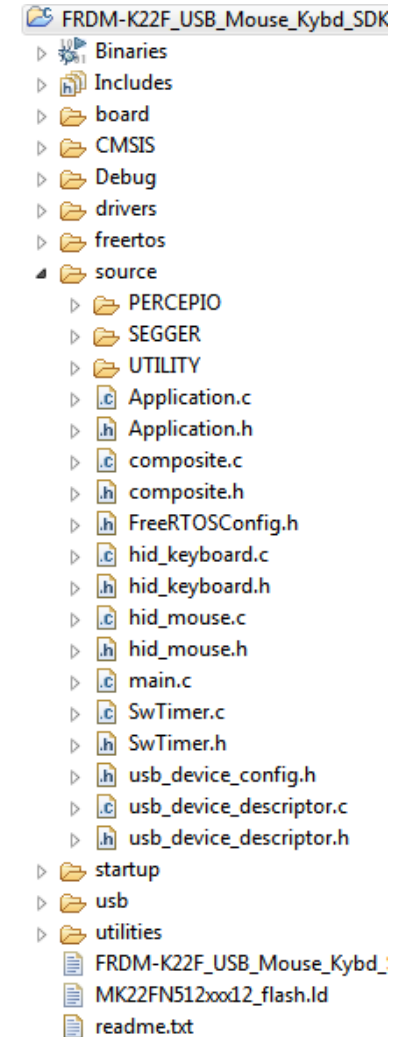 FRDM-K22F_USB_Mouse_Kybd_SDK
Binaries
Includes
board
CMSIS
Debug
drivers
freertos
source
PERCEPIO
SEGGER
UTILITY
Application.c
Application.h
composite.c
composite.h
FreeRTOSConfig.h
hid_keyboard.c
hid_keyboard.h
hid_mouse.c
hid_mouse.h
main.c
SwTimer.c
SwTimer.h
usb_device_config.h
usb_device_descriptor.c
usb_device_descriptor.h
startup
usb
utilities
FRDM-K22F_USB_Mouse_Kybd_
MK22FN512xxx12_flash.ld
readme.txt